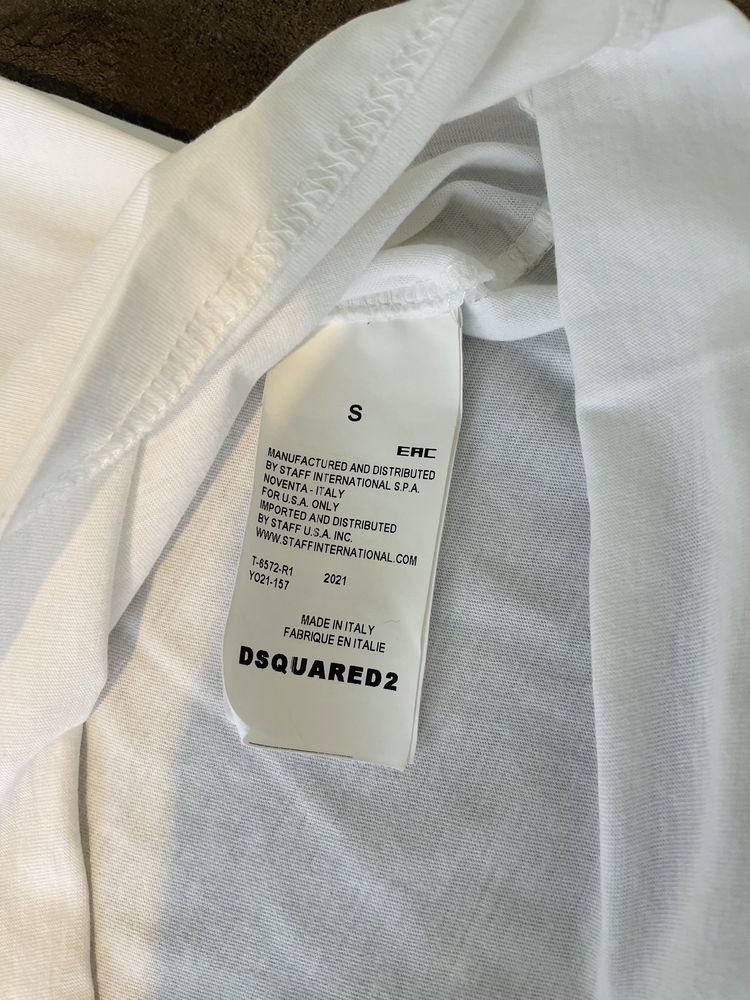 S
EAC
MANUFACTURED AND DISTRIBUTED
BY STAFF INTERNATIONAL S.P.A.
NOVENTA - ITALY
FOR U.S.A. ONLY
IMPORTED AND DISTRIBUTED
BY STAFF U.S.A. INC.
WWW.STAFFINTERNATIONAL.COM
T-6572-R1
YO21-157 2021
MADE IN ITALY
FABRIQUE EN ITALIE
DSQUARED2